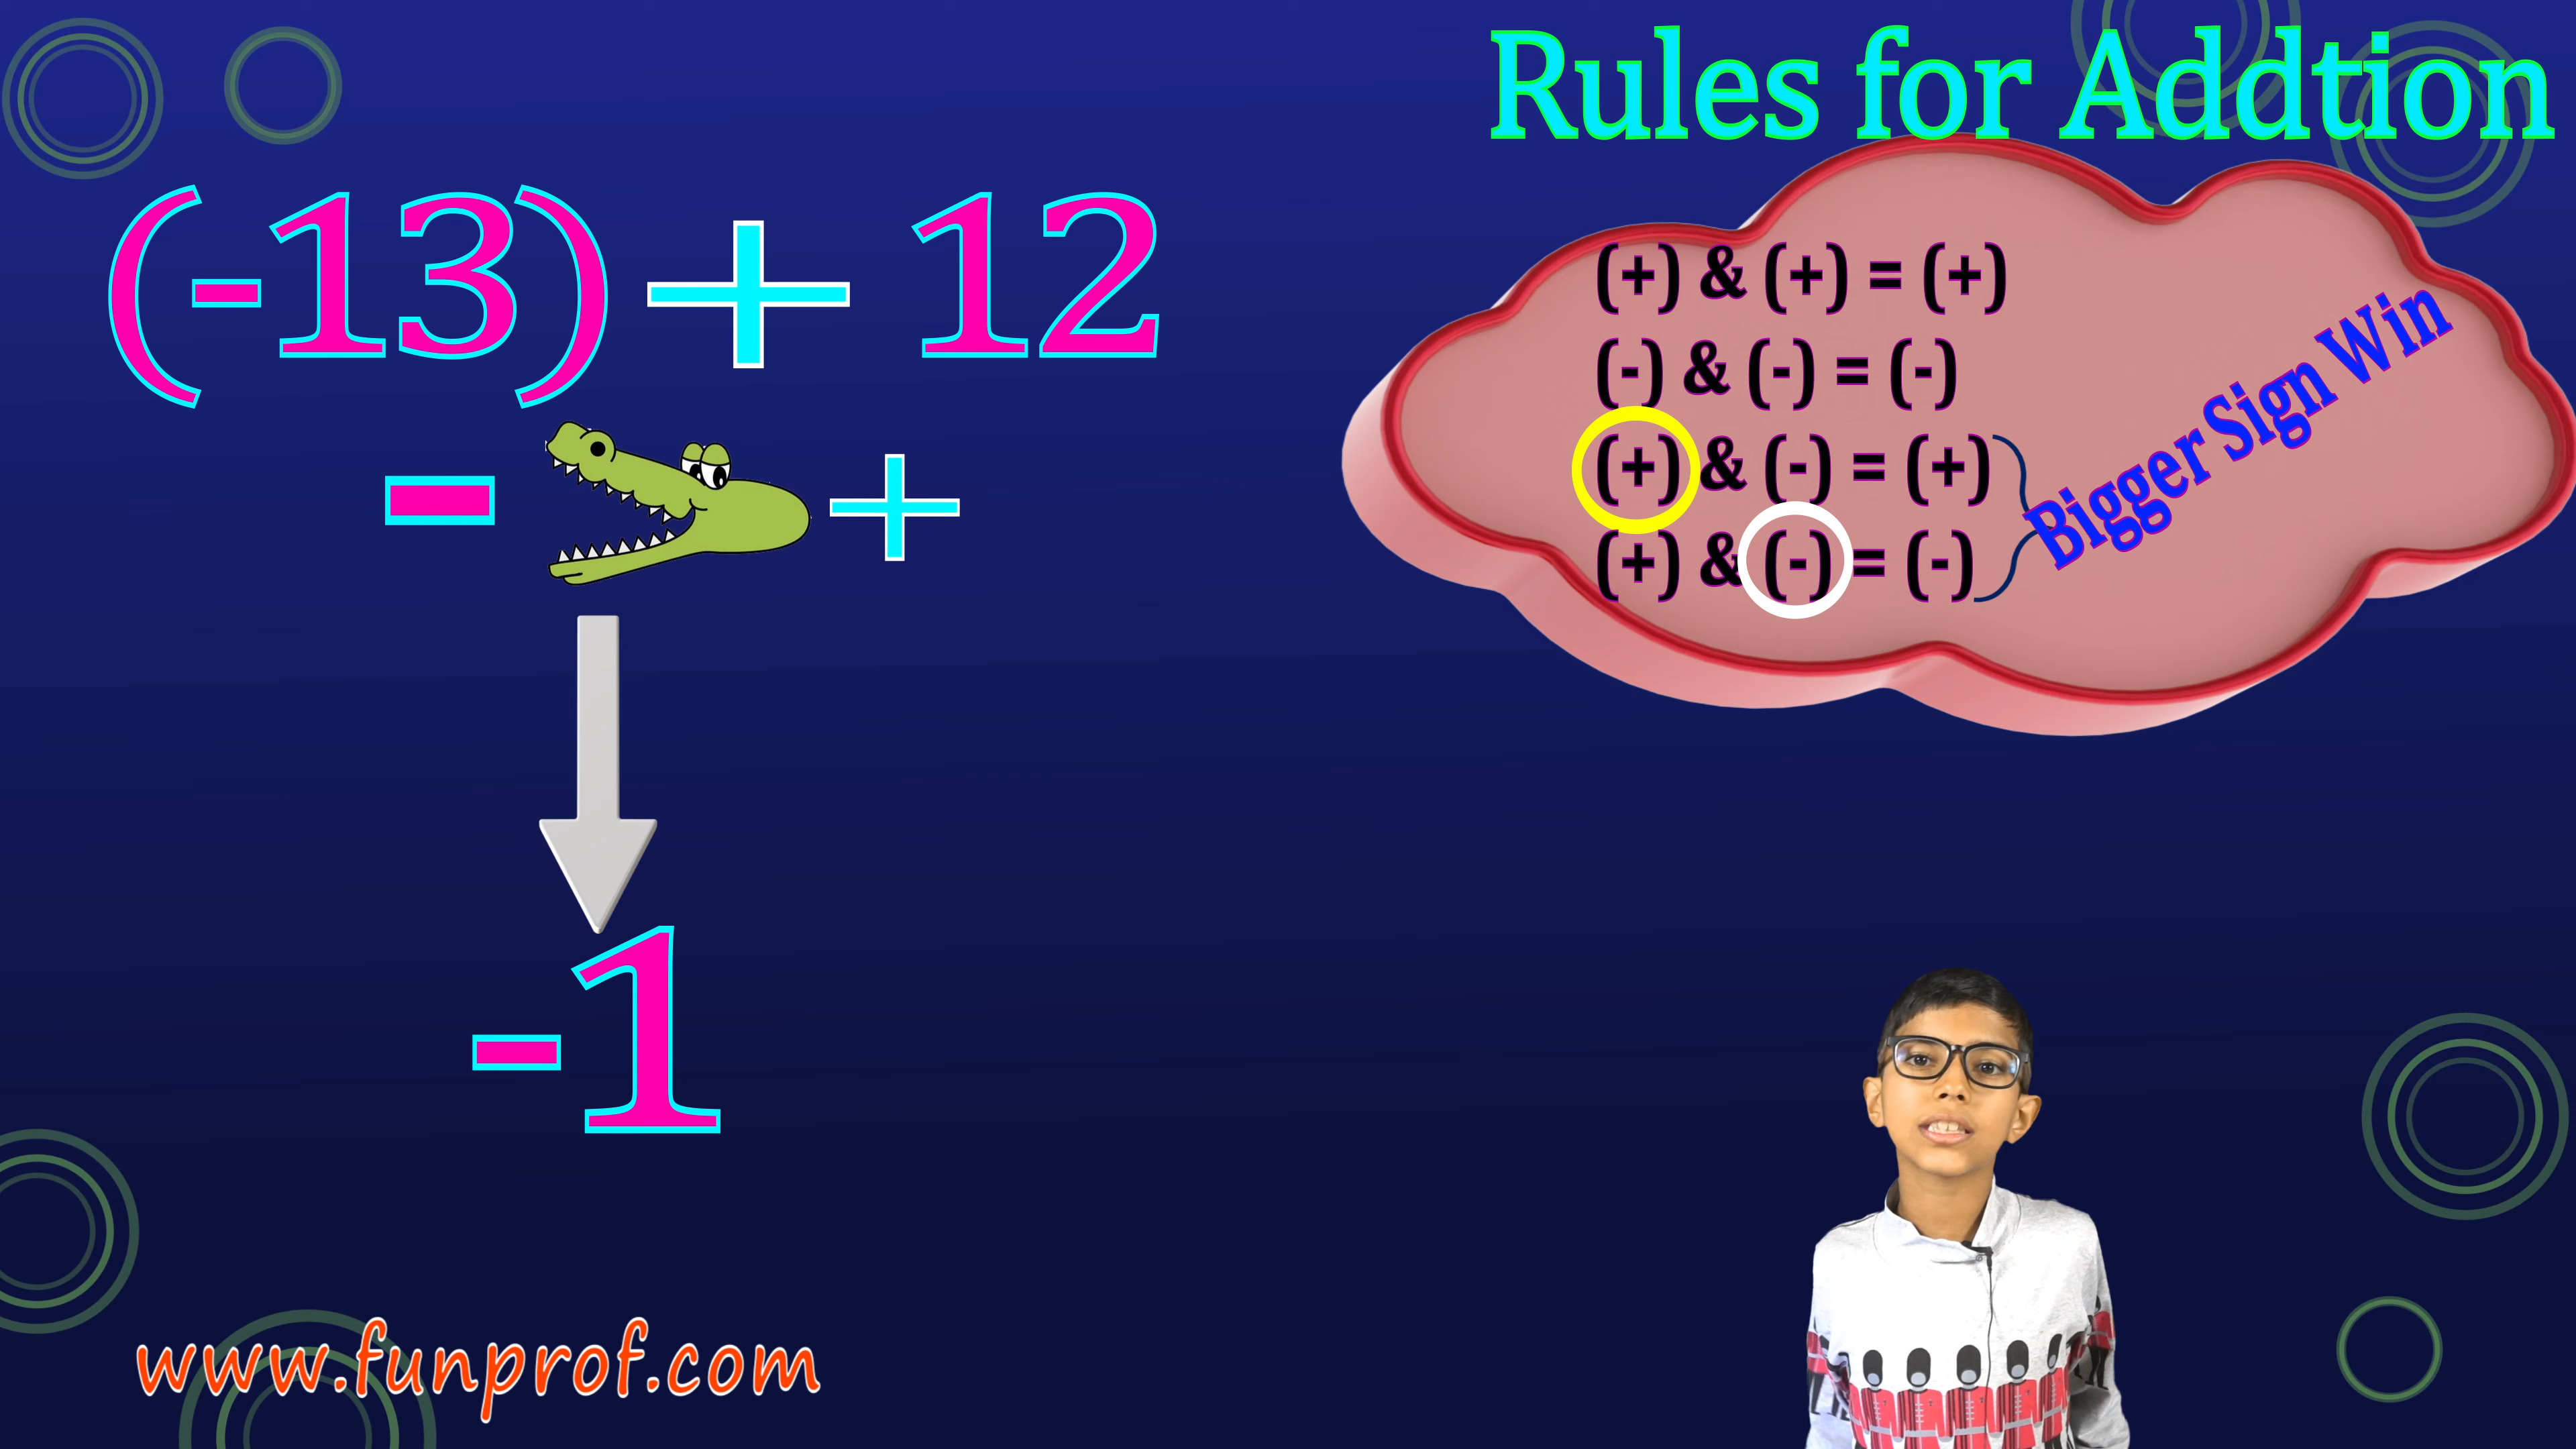 Rules for Addtion
(-13) + 12
- +
-1
(+) & (+) = (+)
(-) & (-) = (-)
(+) & (-) = (+)
(+) & (-) = (-)
Bigger Sign Win
www.funprof.com